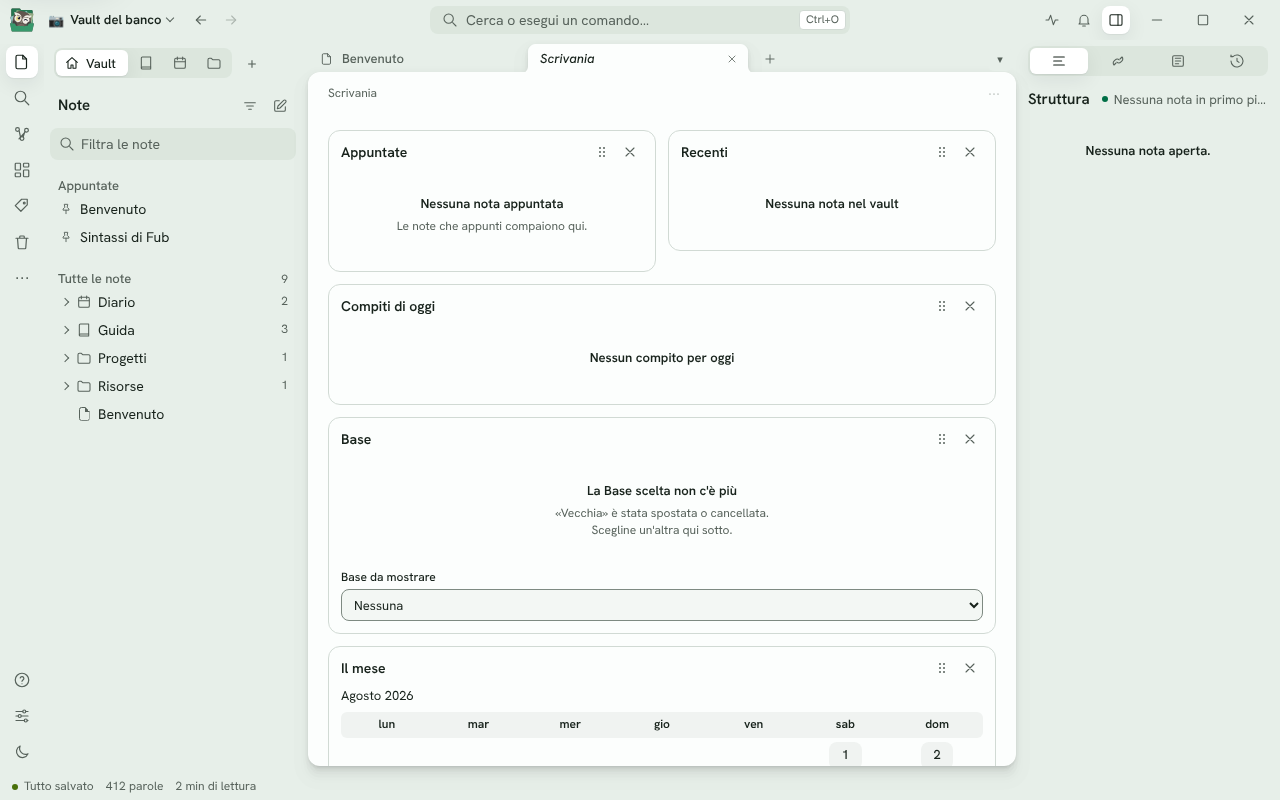 Vault del banco
Cerca o esegui un comando...
Ctrl+O
Vault
Benvenuto
Scrivania
Note
Filtra le note
Appuntate
Benvenuto
Sintassi di Fub
Tutte le note 9
Diario 2
Guida 3
Progetti 1
Risorse 1
Benvenuto
Scrivania
Appuntate
Nessuna nota appuntata
Le note che appunti compaiono qui.
Recenti
Nessuna nota nel vault
Compiti di oggi
Nessun compito per oggi
Base
La Base scelta non c'è più
«Vecchia» è stata spostata o cancellata.
Scegline un'altra qui sotto.
Base da mostrare
Nessuna
Il mese
Agosto 2026
lun mar mer gio ven sab dom
1 2
Struttura
Nessuna nota in primo pi...
Nessuna nota aperta.
Tutto salvato 412 parole 2 min di lettura